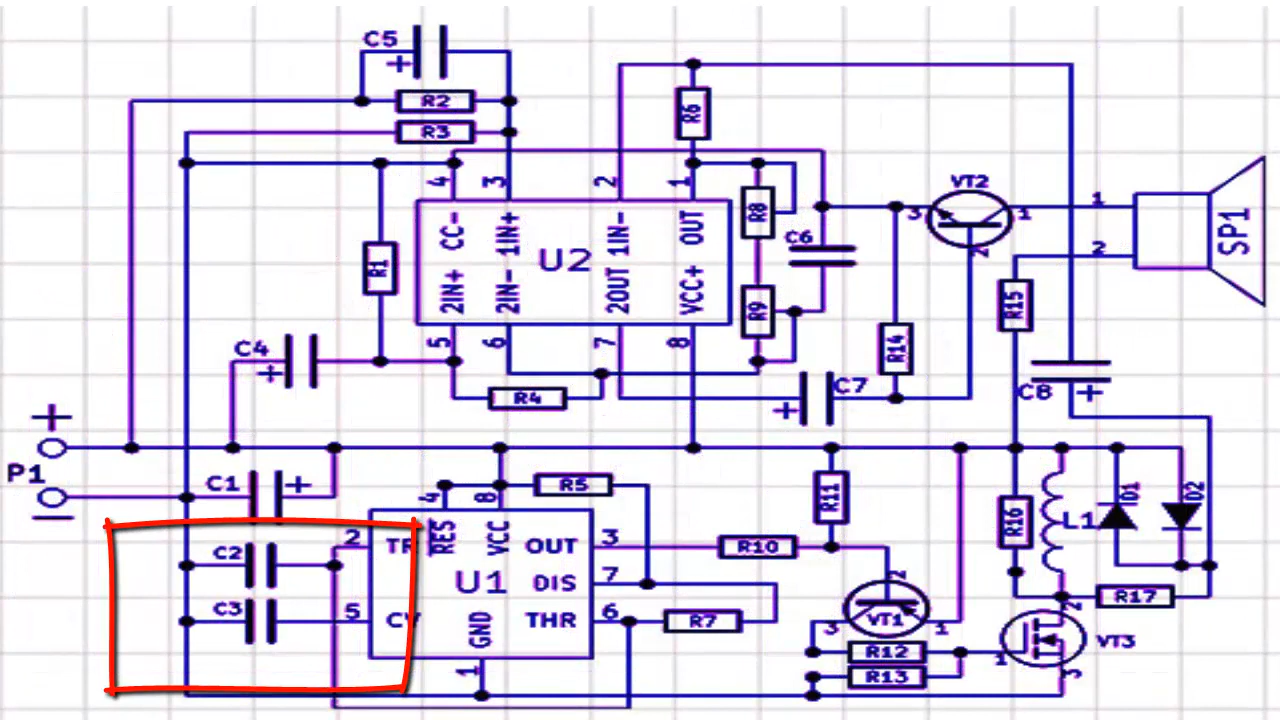 C5
+
R2
R3
R6
4 3 2 1
VT2
CC- 1IN+ 1IN- OUT
R8
3 1
1
C6
U2
2
SP1
2
R1
2IN+ 2IN- 2OUT VCC+
R9
R15
5 6 7 8
C4
+
R14
R4
C7
+
C8
+
+
P1
−
C1
+
4 8
R5
R11
D1
D2
2
TR
RES
VCC
OUT
3
R10
R16
L1
C2
U1
DIS
7
2
R17
C3
5
CV
GND
THR
6
R7
VT1
3 1
2
VT3
R12
1
R13
3
1